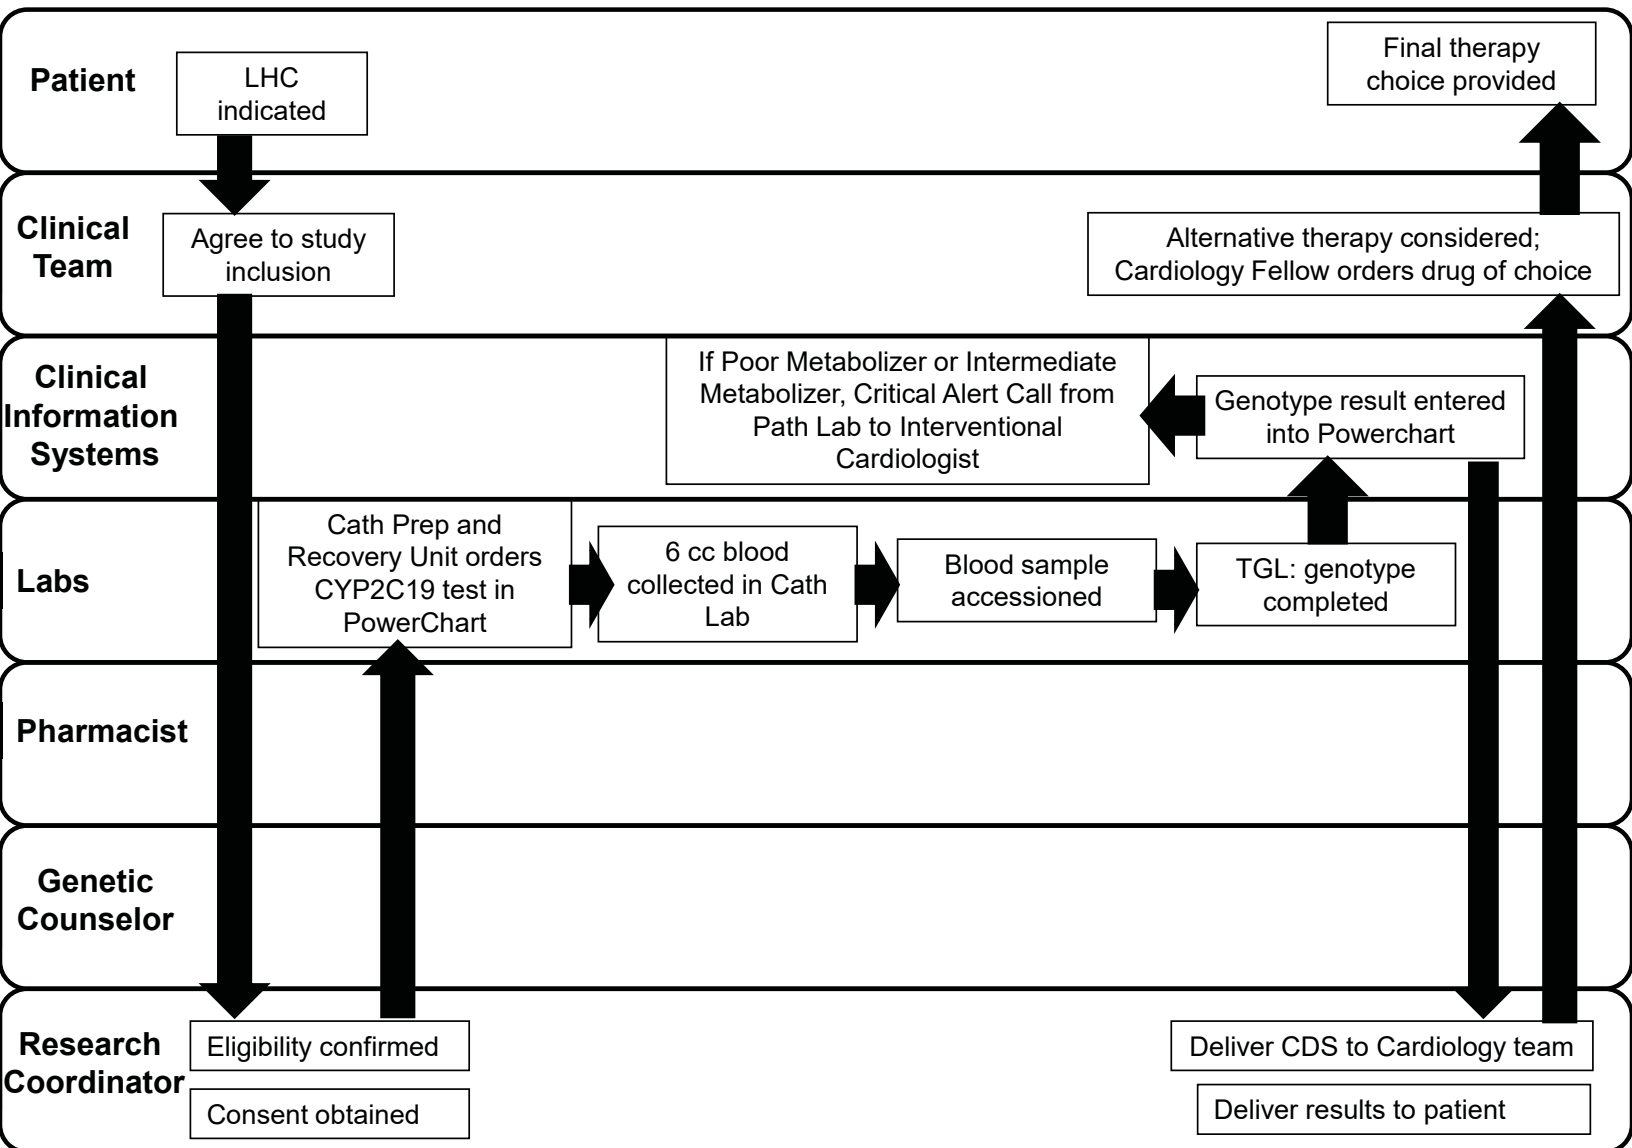 Patient
LHC
indicated
Final therapy
choice provided
Clinical
Team
Agree to study
inclusion
Alternative therapy considered;
Cardiology Fellow orders drug of choice
Clinical
Information
Systems
If Poor Metabolizer or Intermediate
Metabolizer, Critical Alert Call from
Path Lab to Interventional
Cardiologist
Genotype result entered
into Powerchart
Labs
Cath Prep and
Recovery Unit orders
CYP2C19 test in
PowerChart
6 cc blood
collected in Cath
Lab
Blood sample
accessioned
TGL: genotype
completed
Pharmacist
Genetic
Counselor
Research
Coordinator
Eligibility confirmed
Consent obtained
Deliver CDS to Cardiology team
Deliver results to patient